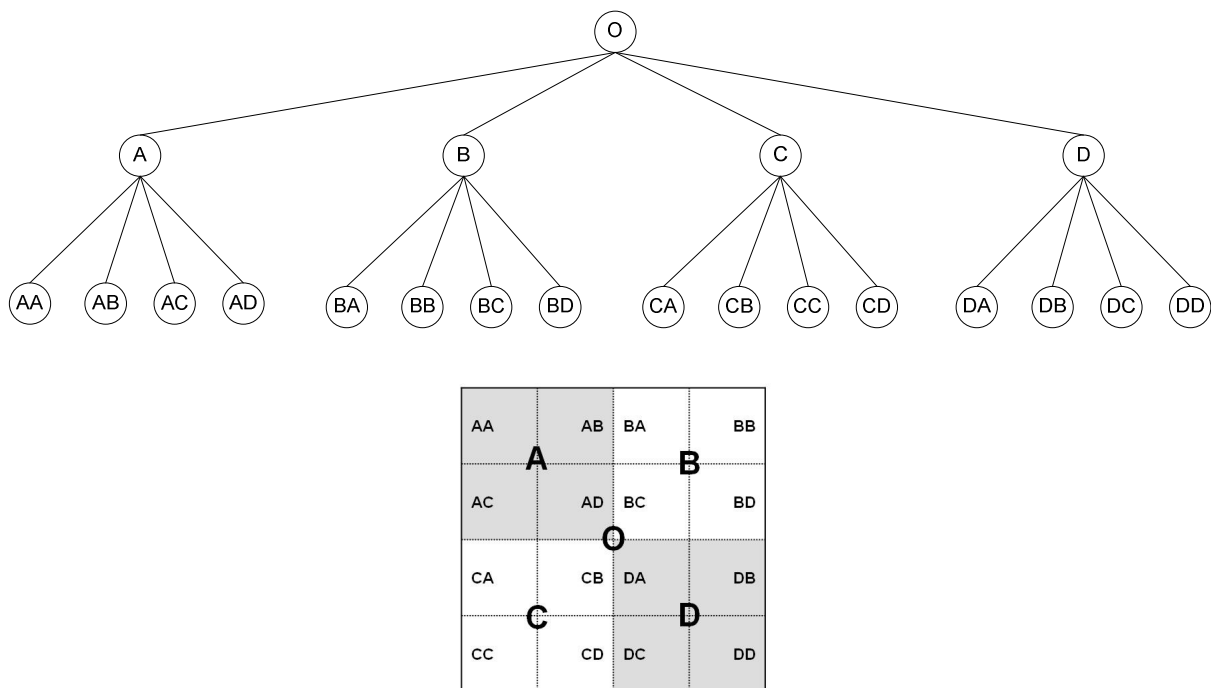 O
A B C D
AA AB AC AD BA BB BC BD CA CB CC CD DA DB DC DD
AA AB BA BB
A B
AC AD BC BD
O
CA CB DA DB
C D
CC CD DC DD